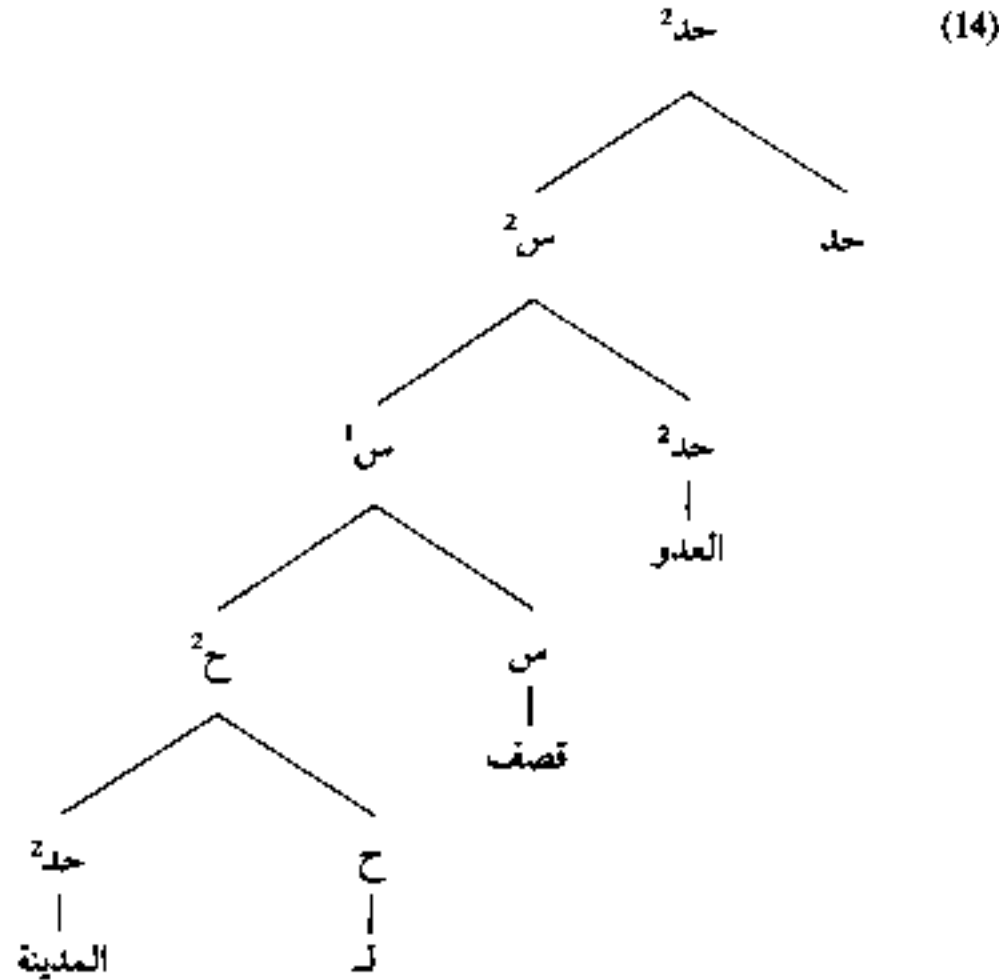 (14) حد²
حد س²
حد² س¹
العدو
س ح²
قصف
ح حد²
لـ المدينة